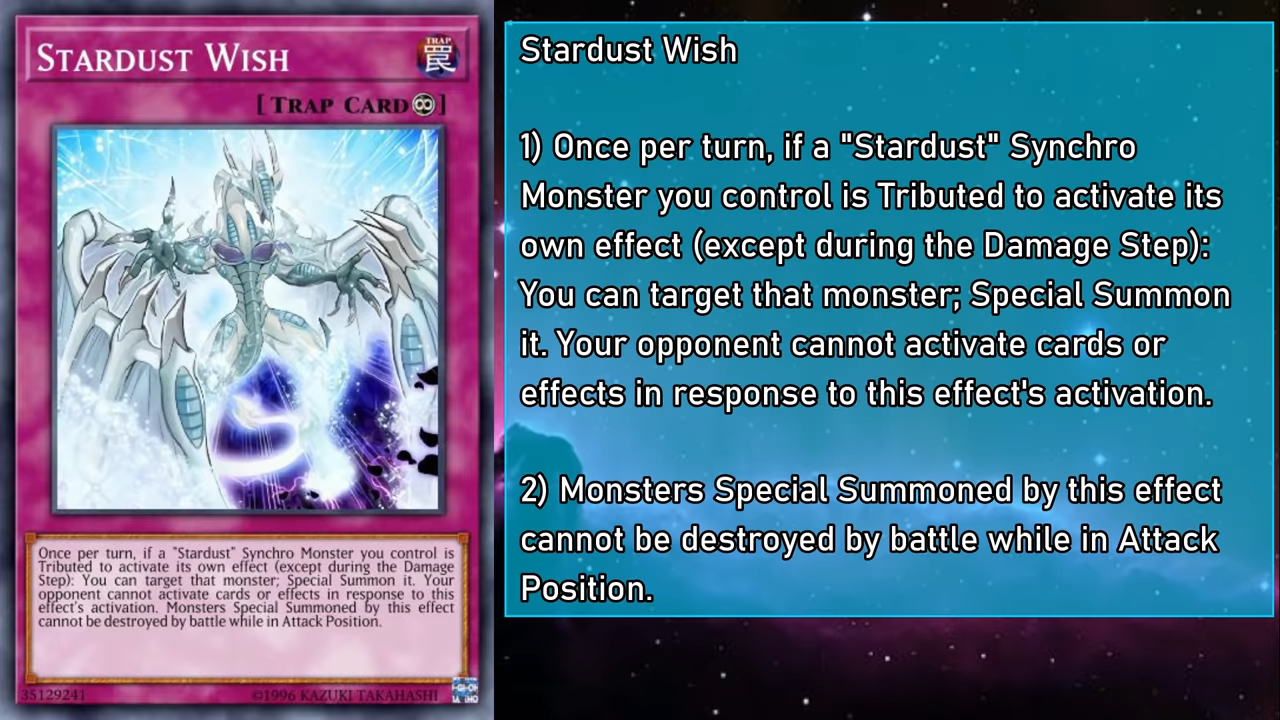 STARDUST WISH
TRAP
罠
[TRAP CARD ]
Once per turn, if a "Stardust" Synchro Monster you control is
Tributed to activate its own effect (except during the Damage
Step): You can target that monster; Special Summon it. Your
opponent cannot activate cards or effects in response to this
effect's activation. Monsters Special Summoned by this effect
cannot be destroyed by battle while in Attack Position.
35129241
©1996 KAZUKI TAKAHASHI
Stardust Wish
1) Once per turn, if a "Stardust" Synchro
Monster you control is Tributed to activate its
own effect (except during the Damage Step):
You can target that monster; Special Summon
it. Your opponent cannot activate cards or
effects in response to this effect's activation.
2) Monsters Special Summoned by this effect
cannot be destroyed by battle while in Attack
Position.